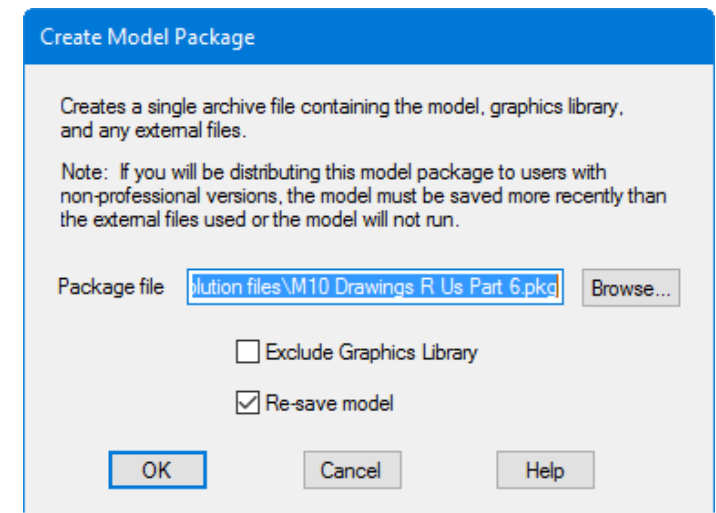 Create Model Package
Creates a single archive file containing the model, graphics library,
and any external files.
Note: If you will be distributing this model package to users with
non-professional versions, the model must be saved more recently than
the external files used or the model will not run.
Package file olution files\M10 Drawings R Us Part 6.pkg Browse...
Exclude Graphics Library
Re-save model
OK Cancel Help